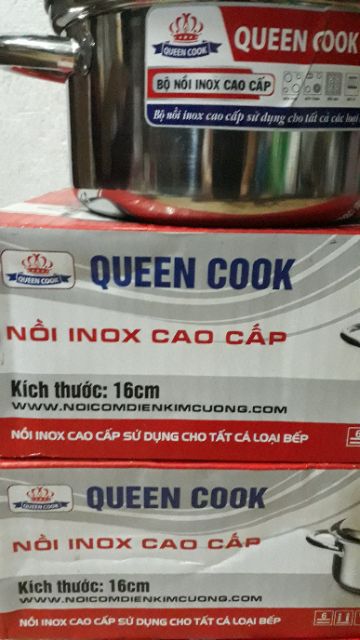 QUEEN COOK
QUEEN COOK
BỘ NỒI INOX CAO CẤP
Bộ nồi inox cao cấp sử dụng cho tất cả các loại
QUEEN COOK
QUEEN COOK
NỒI INOX CAO CẤP
Kích thước: 16cm
WWW.NOICOMDIENKIMCUONG.COM
NỒI INOX CAO CẤP SỬ DỤNG CHO TẤT CẢ LOẠI BẾP
QUEEN COOK
QUEEN COOK
NỒI INOX CAO CẤP
Kích thước: 16cm
WWW.NOICOMDIENKIMCUONG.COM
NỒI INOX CAO CẤP SỬ DỤNG CHO TẤT CẢ LOẠI BẾP